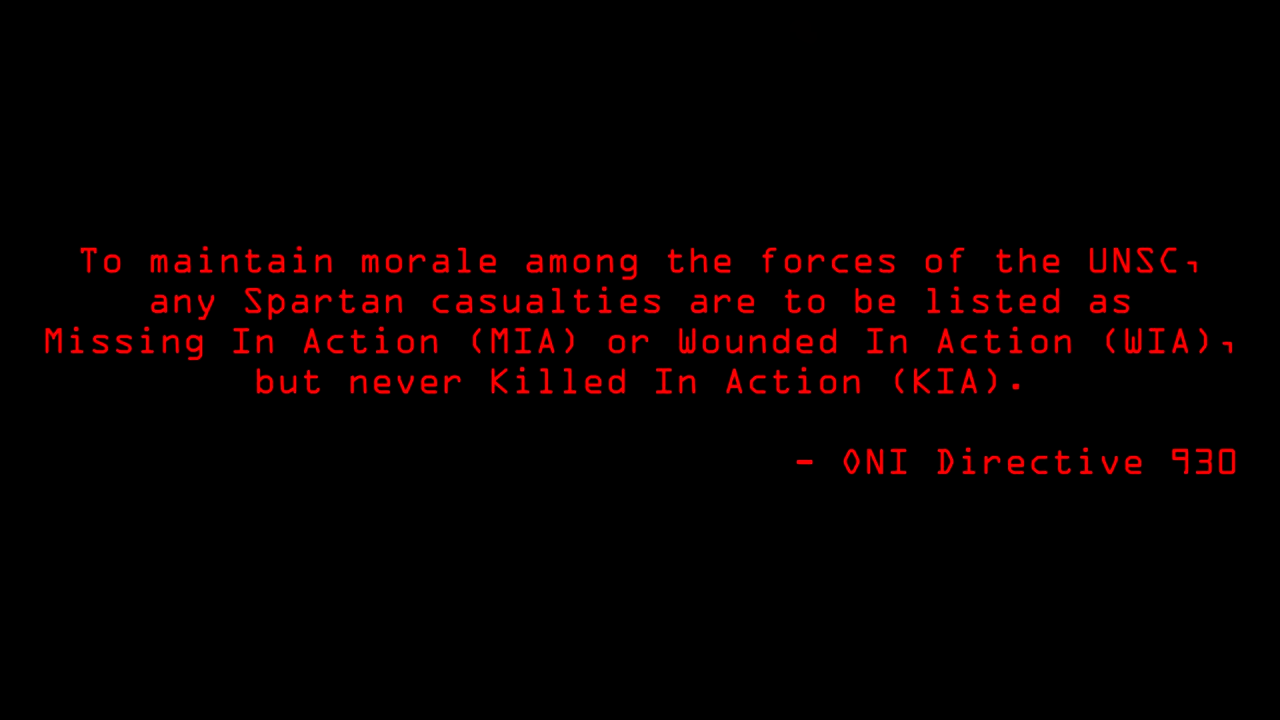 To maintain morale among the forces of the UNSC,
any Spartan casualties are to be listed as
Missing In Action (MIA) or Wounded In Action (WIA),
but never Killed In Action (KIA).
- ONI Directive 930